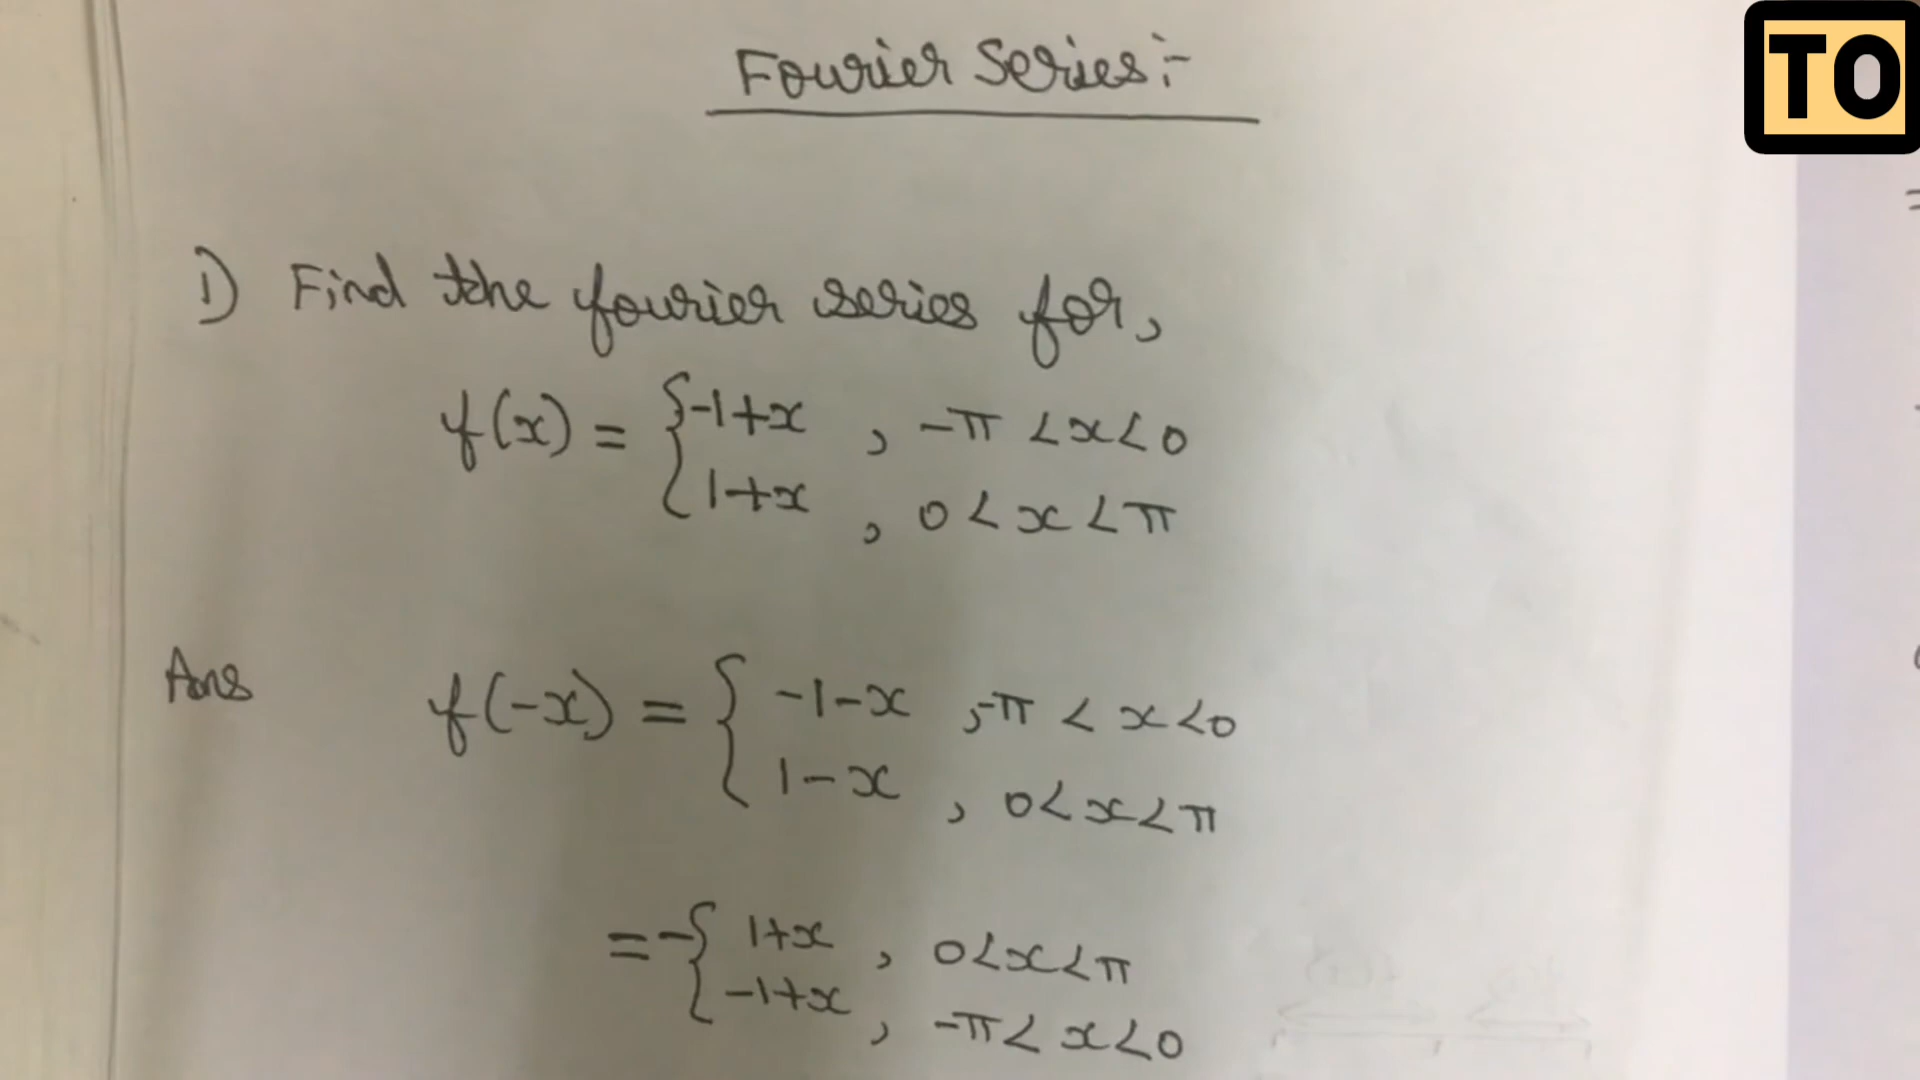 TO
Fourier Series:-
1) Find the fourier series for,
f(x) = { -1+x , -π < x < 0
1+x , 0 < x < π
Ans f(-x) = { -1-x , -π < x < 0
1-x , 0 < x < π
= -{ 1+x , 0 < x < π
-1+x , -π < x < 0